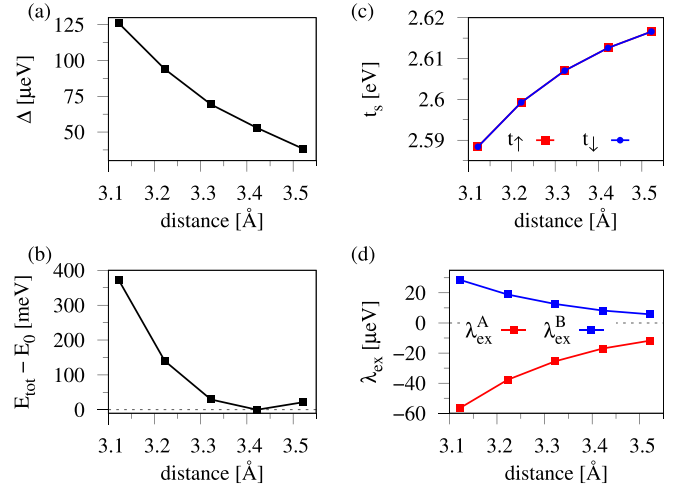 (a)
Δ [μeV]
125
100
75
50
3.1 3.2 3.3 3.4 3.5
distance [Å]
(c)
t_s [eV]
2.62
2.61
2.6
2.59
t↑ t↓
3.1 3.2 3.3 3.4 3.5
distance [Å]
(b)
E_tot − E_0 [meV]
400
300
200
100
0
3.1 3.2 3.3 3.4 3.5
distance [Å]
(d)
λ_ex [μeV]
20
0
−20
−40
−60
λ_ex^A λ_ex^B
3.1 3.2 3.3 3.4 3.5
distance [Å]